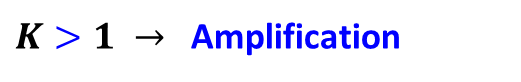 K > 1 → Amplification